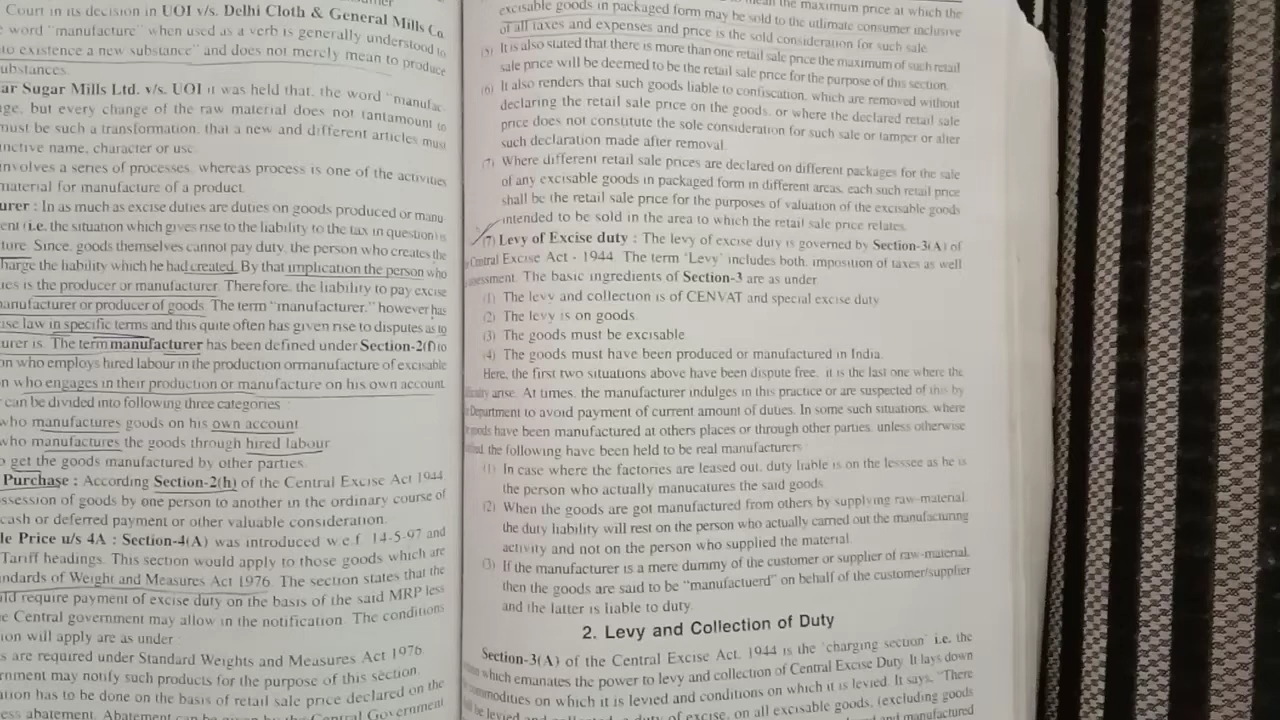 Court in its decision in UOI v/s. Delhi Cloth & General Mills Co.
e word "manufacture" when used as a verb is generally understood to
to existence a new substance" and does not merely mean to produce
ubstances.
ar Sugar Mills Ltd. v/s. UOI it was held that, the word "manufac-
ge, but every change of the raw material does not tantamount to
must be such a transformation, that a new and different articles must
inctive name, character or use.
involves a series of processes, whereas process is one of the activities
material for manufacture of a product.
urer : In as much as excise duties are duties on goods produced or manu-
ent (i.e. the situation which gives rise to the liability to the tax in question) is
ture. Since, goods themselves cannot pay duty, the person who creates the
harge the liability which he had created. By that implication the person who
es is the producer or manufacturer. Therefore, the liability to pay excise
manufacturer or producer of goods. The term "manufacturer," however has
ise law in specific terms and this quite often has given rise to disputes as to
urer is. The term manufacturer has been defined under Section-2(f) to
on who employs hired labour in the production ormanufacture of excisable
n who engages in their production or manufacture on his own account.
can be divided into following three categories :
who manufactures goods on his own account
who manufactures the goods through hired labour
o get the goods manufactured by other parties.
Purchase : According Section-2(h) of the Central Excise Act 1944,
ssession of goods by one person to another in the ordinary course of
cash or deferred payment or other valuable consideration.
le Price u/s 4A : Section-4(A) was introduced w.e.f. 14-5-97 and
Tariff headings. This section would apply to those goods which are
ndards of Weight and Measures Act 1976. The section states that the
ld require payment of excise duty on the basis of the said MRP less
e Central government may allow in the notification. The conditions
ion will apply are as under :
s are required under Standard Weights and Measures Act 1976.
rnment may notify such products for the purpose of this section.
ation has to be done on the basis of retail sale price declared on the
ess abatement. Abatement can be by the Central Government
mean the maximum price at which the
excisable goods in packaged form may be sold to the utlimate consumer inclusive
of all taxes and expenses and price is the sold consideration for such sale.
(5) It is also stated that there is more than one retail sale price the maximum of such retail
sale price will be deemed to be the retail sale price for the purpose of this section.
(6) It also renders that such goods liable to confiscation, which are removed without
declaring the retail sale price on the goods, or where the declared retail sale
price does not constitute the sole consideration for such sale or tamper or alter
such declaration made after removal.
(7) Where different retail sale prices are declared on different packages for the sale
of any excisable goods in packaged form in different areas, each such retail price
shall be the retail sale price for the purposes of valuation of the excisable goods
intended to be sold in the area to which the retail sale price relates.
(7) Levy of Excise duty : The levy of excise duty is governed by Section-3(A) of
Central Excise Act - 1944. The term 'Levy' includes both, imposition of taxes as well
assessment. The basic ingredients of Section-3 are as under :
(1) The levy and collection is of CENVAT and special excise duty
(2) The levy is on goods.
(3) The goods must be excisable
(4) The goods must have been produced or manufactured in India.
Here, the first two situations above have been dispute free, it is the last one where the
arise. At times, the manufacturer indulges in this practice or are suspected of this by
Department to avoid payment of current amount of duties. In some such situations, where
goods have been manufactured at others places or through other parties, unless otherwise
the following have been held to be real manufacturers :
(1) In case where the factories are leased out, duty liable is on the lesssee as he is
the person who actually manucatures the said goods
(2) When the goods are got manufactured from others by supplying raw-material,
the duty liability will rest on the person who actually carried out the manufacturing
activity and not on the person who supplied the material.
(3) If the manufacturer is a mere dummy of the customer or supplier of raw-material,
then the goods are said to be "manufactuerd" on behalf of the customer/supplier
and the latter is liable to duty.
2. Levy and Collection of Duty
Section-3(A) of the Central Excise Act, 1944 is the 'charging section' i.e. the
which emanates the power to levy and collection of Central Excise Duty. It lays down
commodities on which it is levied and conditions on which it is levied. It says, "There
be levied and duty of excise, on all excisable goods, (excluding goods
and manufactured